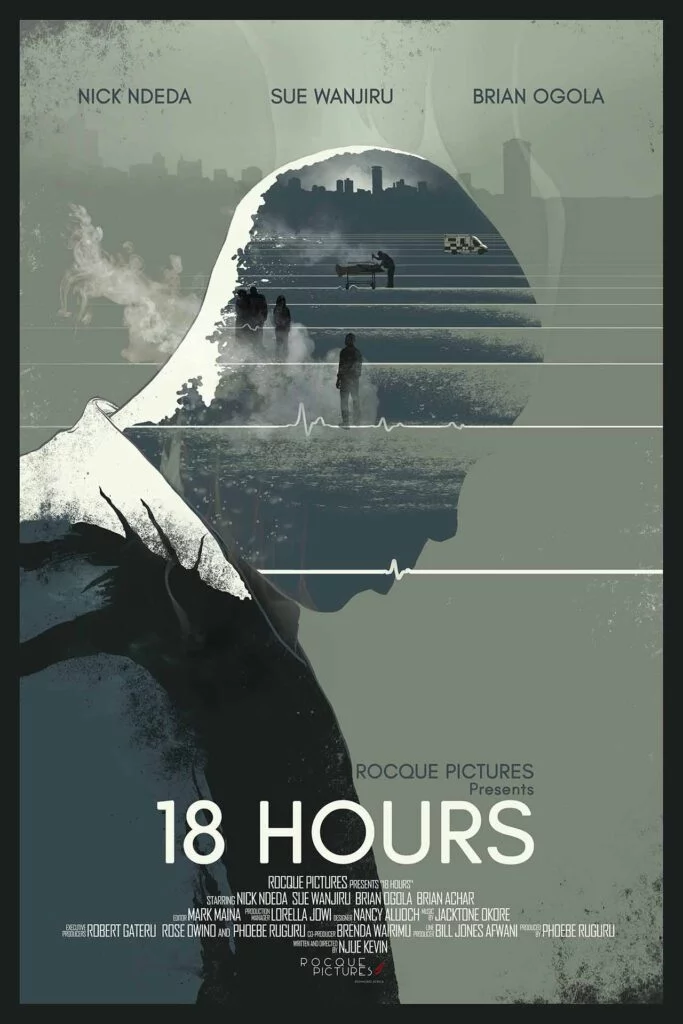 NICK NDEDA SUE WANJIRU BRIAN OGOLA
ROCQUE PICTURES
Presents
18 HOURS
ROCQUE PICTURES PRESENTS "18 HOURS"
STARRING NICK NDEDA SUE WANJIRU BRIAN OGOLA BRIAN ACHAR
EDITOR MARK MAINA PRODUCTION MANAGER LORELLA JOWI DESIGNER NANCY ALUOCH MUSIC BY JACKTONE OKORE
EXECUTIVE PRODUCERS ROBERT GATERU ROSE OWINO AND PHOEBE RUGURU CO-PRODUCER BRENDA WAIRIMU LINE PRODUCER BILL JONES AFWANI PRODUCED BY PHOEBE RUGURU
WRITTEN AND DIRECTED BY NJUE KEVIN
ROCQUE
PICTURES